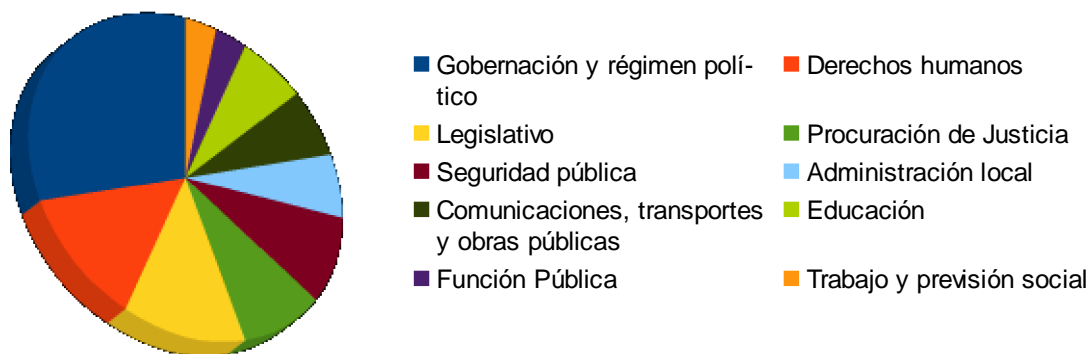 Gobernación y régimen polí-
tico
Derechos humanos
Legislativo
Procuración de Justicia
Seguridad pública
Administración local
Comunicaciones, transportes
y obras públicas
Educación
Función Pública
Trabajo y previsión social